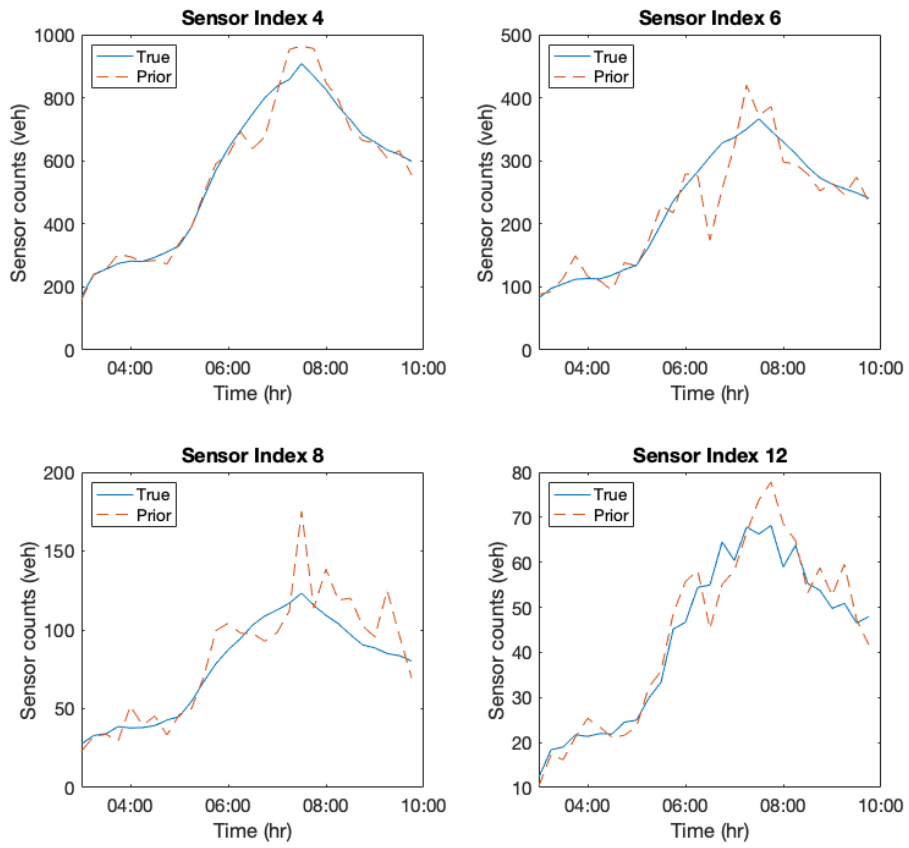 Sensor Index 4
1000
800
600
400
200
0
Sensor counts (veh)
True
Prior
04:00 06:00 08:00 10:00
Time (hr)
Sensor Index 6
500
400
300
200
100
0
Sensor counts (veh)
True
Prior
04:00 06:00 08:00 10:00
Time (hr)
Sensor Index 8
200
150
100
50
0
Sensor counts (veh)
True
Prior
04:00 06:00 08:00 10:00
Time (hr)
Sensor Index 12
80
70
60
50
40
30
20
10
Sensor counts (veh)
True
Prior
04:00 06:00 08:00 10:00
Time (hr)